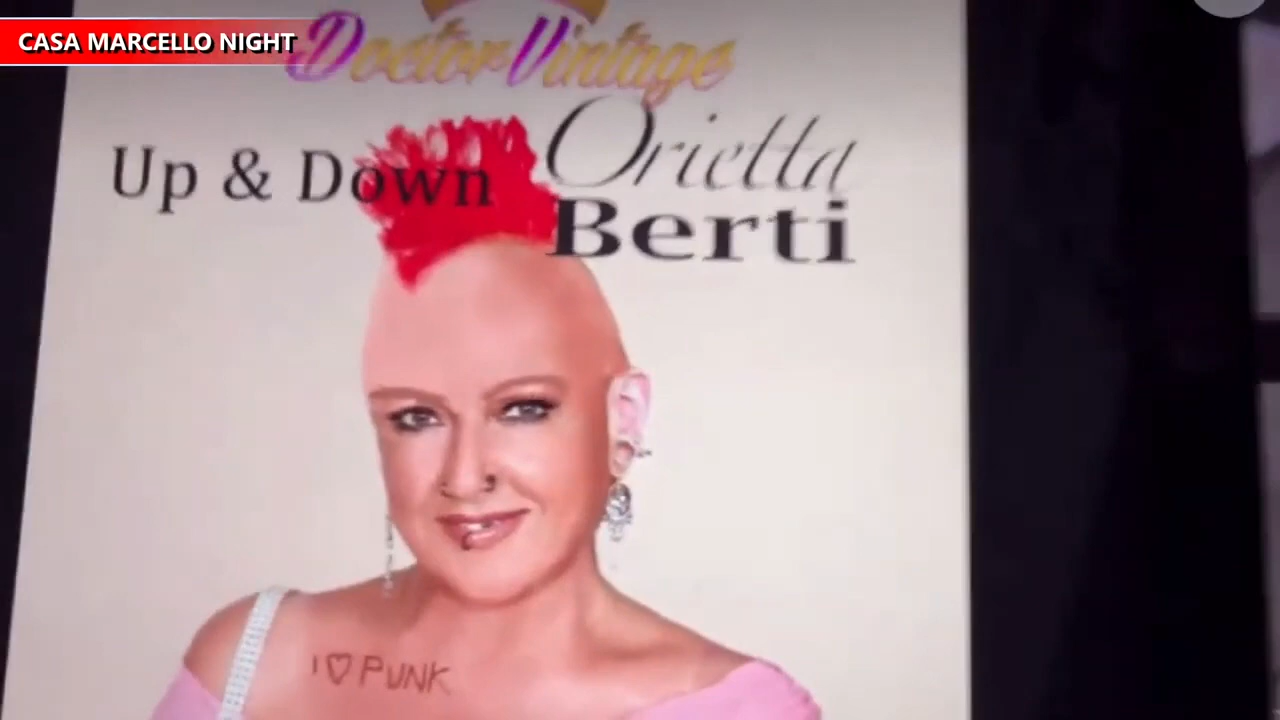 CASA MARCELLO NIGHT
Doctor Vintage
Up & Down
Orietta
Berti
I ♡ PUNK